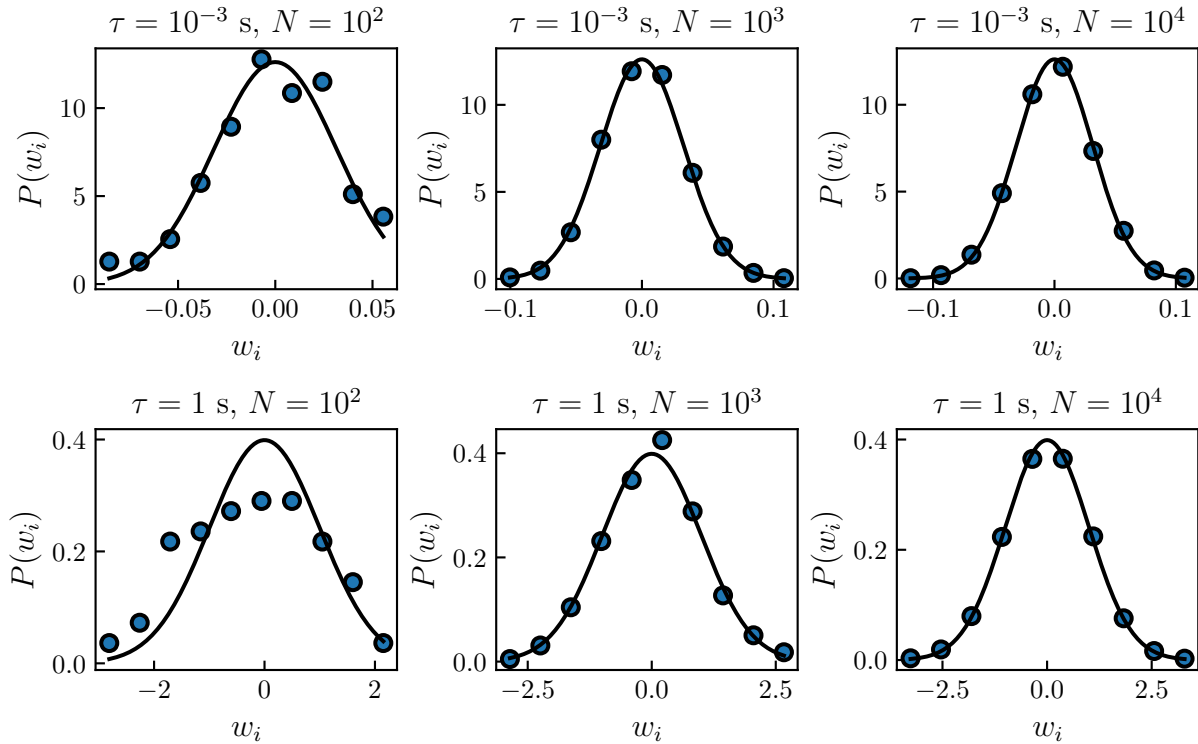 τ = 10⁻³ s, N = 10²
τ = 10⁻³ s, N = 10³
τ = 10⁻³ s, N = 10⁴
P(wᵢ)
10
5
0
−0.05
0.00
0.05
wᵢ
P(wᵢ)
10
5
0
−0.1
0.0
0.1
wᵢ
P(wᵢ)
10
5
0
−0.1
0.0
0.1
wᵢ
τ = 1 s, N = 10²
τ = 1 s, N = 10³
τ = 1 s, N = 10⁴
P(wᵢ)
0.4
0.2
0.0
−2
0
2
wᵢ
P(wᵢ)
0.4
0.2
0.0
−2.5
0.0
2.5
wᵢ
P(wᵢ)
0.4
0.2
0.0
−2.5
0.0
2.5
wᵢ